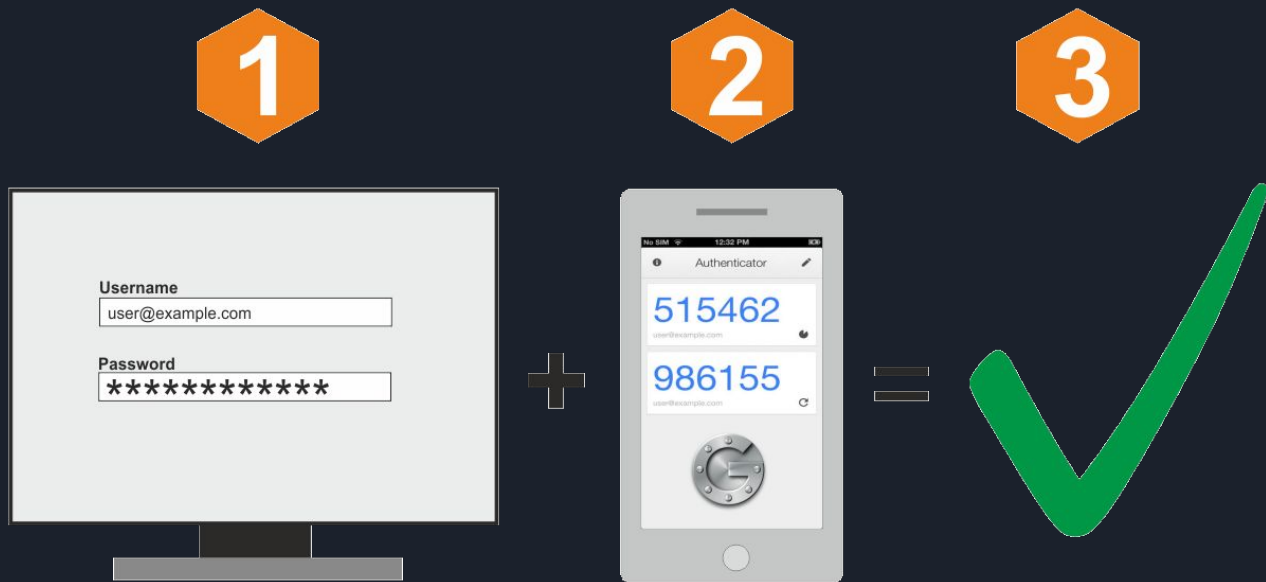 1
2
3
Username
user@example.com
Password
************
+
=
No SIM
12:32 PM
Authenticator
515462
user@example.com
986155
user@example.com
G